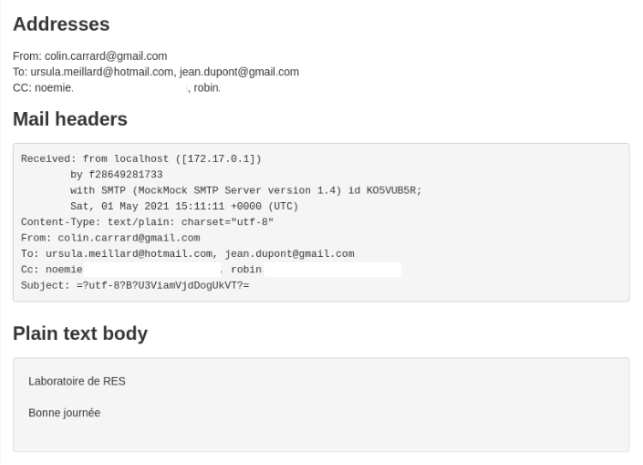 Addresses
From: colin.carrard@gmail.com
To: ursula.meillard@hotmail.com, jean.dupont@gmail.com
CC: noemie. , robin.
Mail headers
Received: from localhost ([172.17.0.1])
by f28649281733
with SMTP (MockMock SMTP Server version 1.4) id KO5VUB5R;
Sat, 01 May 2021 15:11:11 +0000 (UTC)
Content-Type: text/plain: charset="utf-8"
From: colin.carrard@gmail.com
To: ursula.meillard@hotmail.com, jean.dupont@gmail.com
Cc: noemie , robin
Subject: =?utf-8?B?U3ViamVjdDogUkVT?=
Plain text body
Laboratoire de RES
Bonne journée